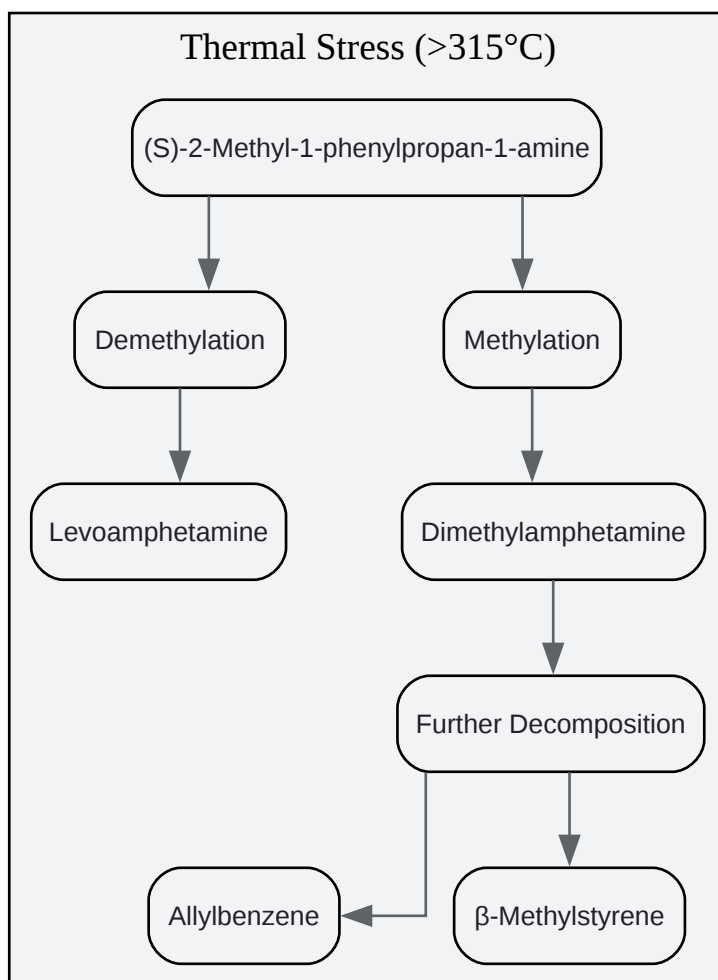 Thermal Stress (>315°C)
(S)-2-Methyl-1-phenylpropan-1-amine
Demethylation
Methylation
Levoamphetamine
Dimethylamphetamine
Further Decomposition
Allylbenzene
β-Methylstyrene